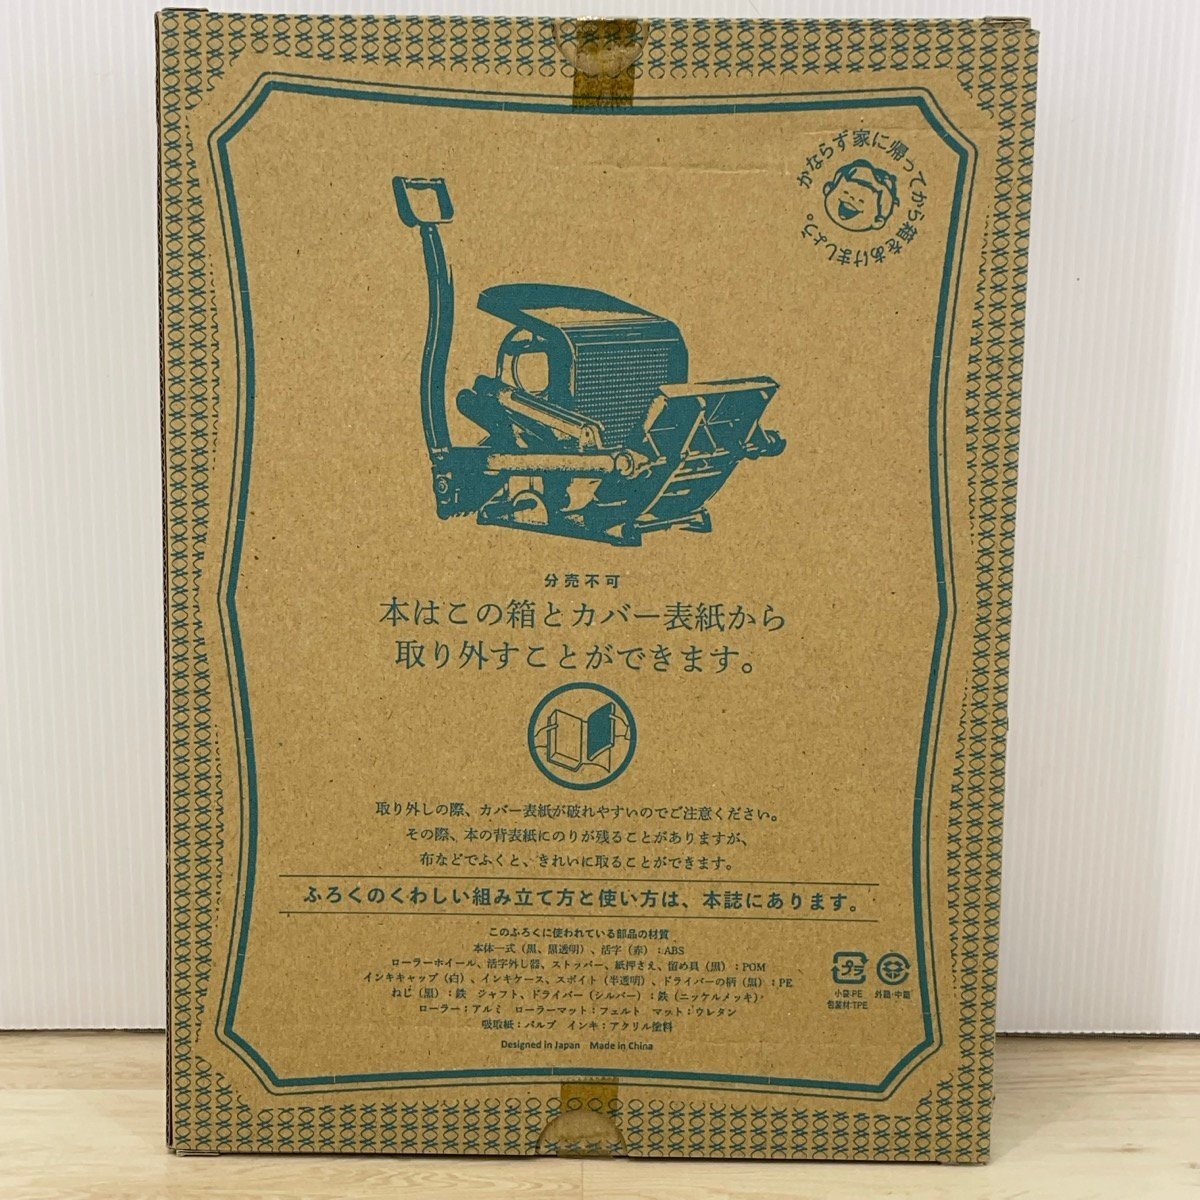 かならず家に帰ってから箱をあけましょう。
分売不可
本はこの箱とカバー表紙から
取り外すことができます。
取り外しの際、カバー表紙が破れやすいのでご注意ください。
その際、本の背表紙にのりが残ることがありますが、
布などでふくと、きれいに取ることができます。
ふろくのくわしい組み立て方と使い方は、本誌にあります。
このふろくに使われている部品の材質
本体一式（黒、黒透明）、活字（赤）：ABS
ローラーホイール、活字外し器、ストッパー、紙押さえ、留め具（黒）：POM
インキキャップ（白）、インキケース、スポイト（半透明）、ドライバーの柄（黒）：PE
ねじ（黒）：鉄　シャフト、ドライバー（シルバー）：鉄（ニッケルメッキ）
ローラー：アルミ　ローラーマット：フェルト　マット：ウレタン
吸取紙：パルプ　インキ：アクリル塗料
Designed in Japan　Made in China
プラ
小袋:PE
包装材:TPE
外箱・中箱